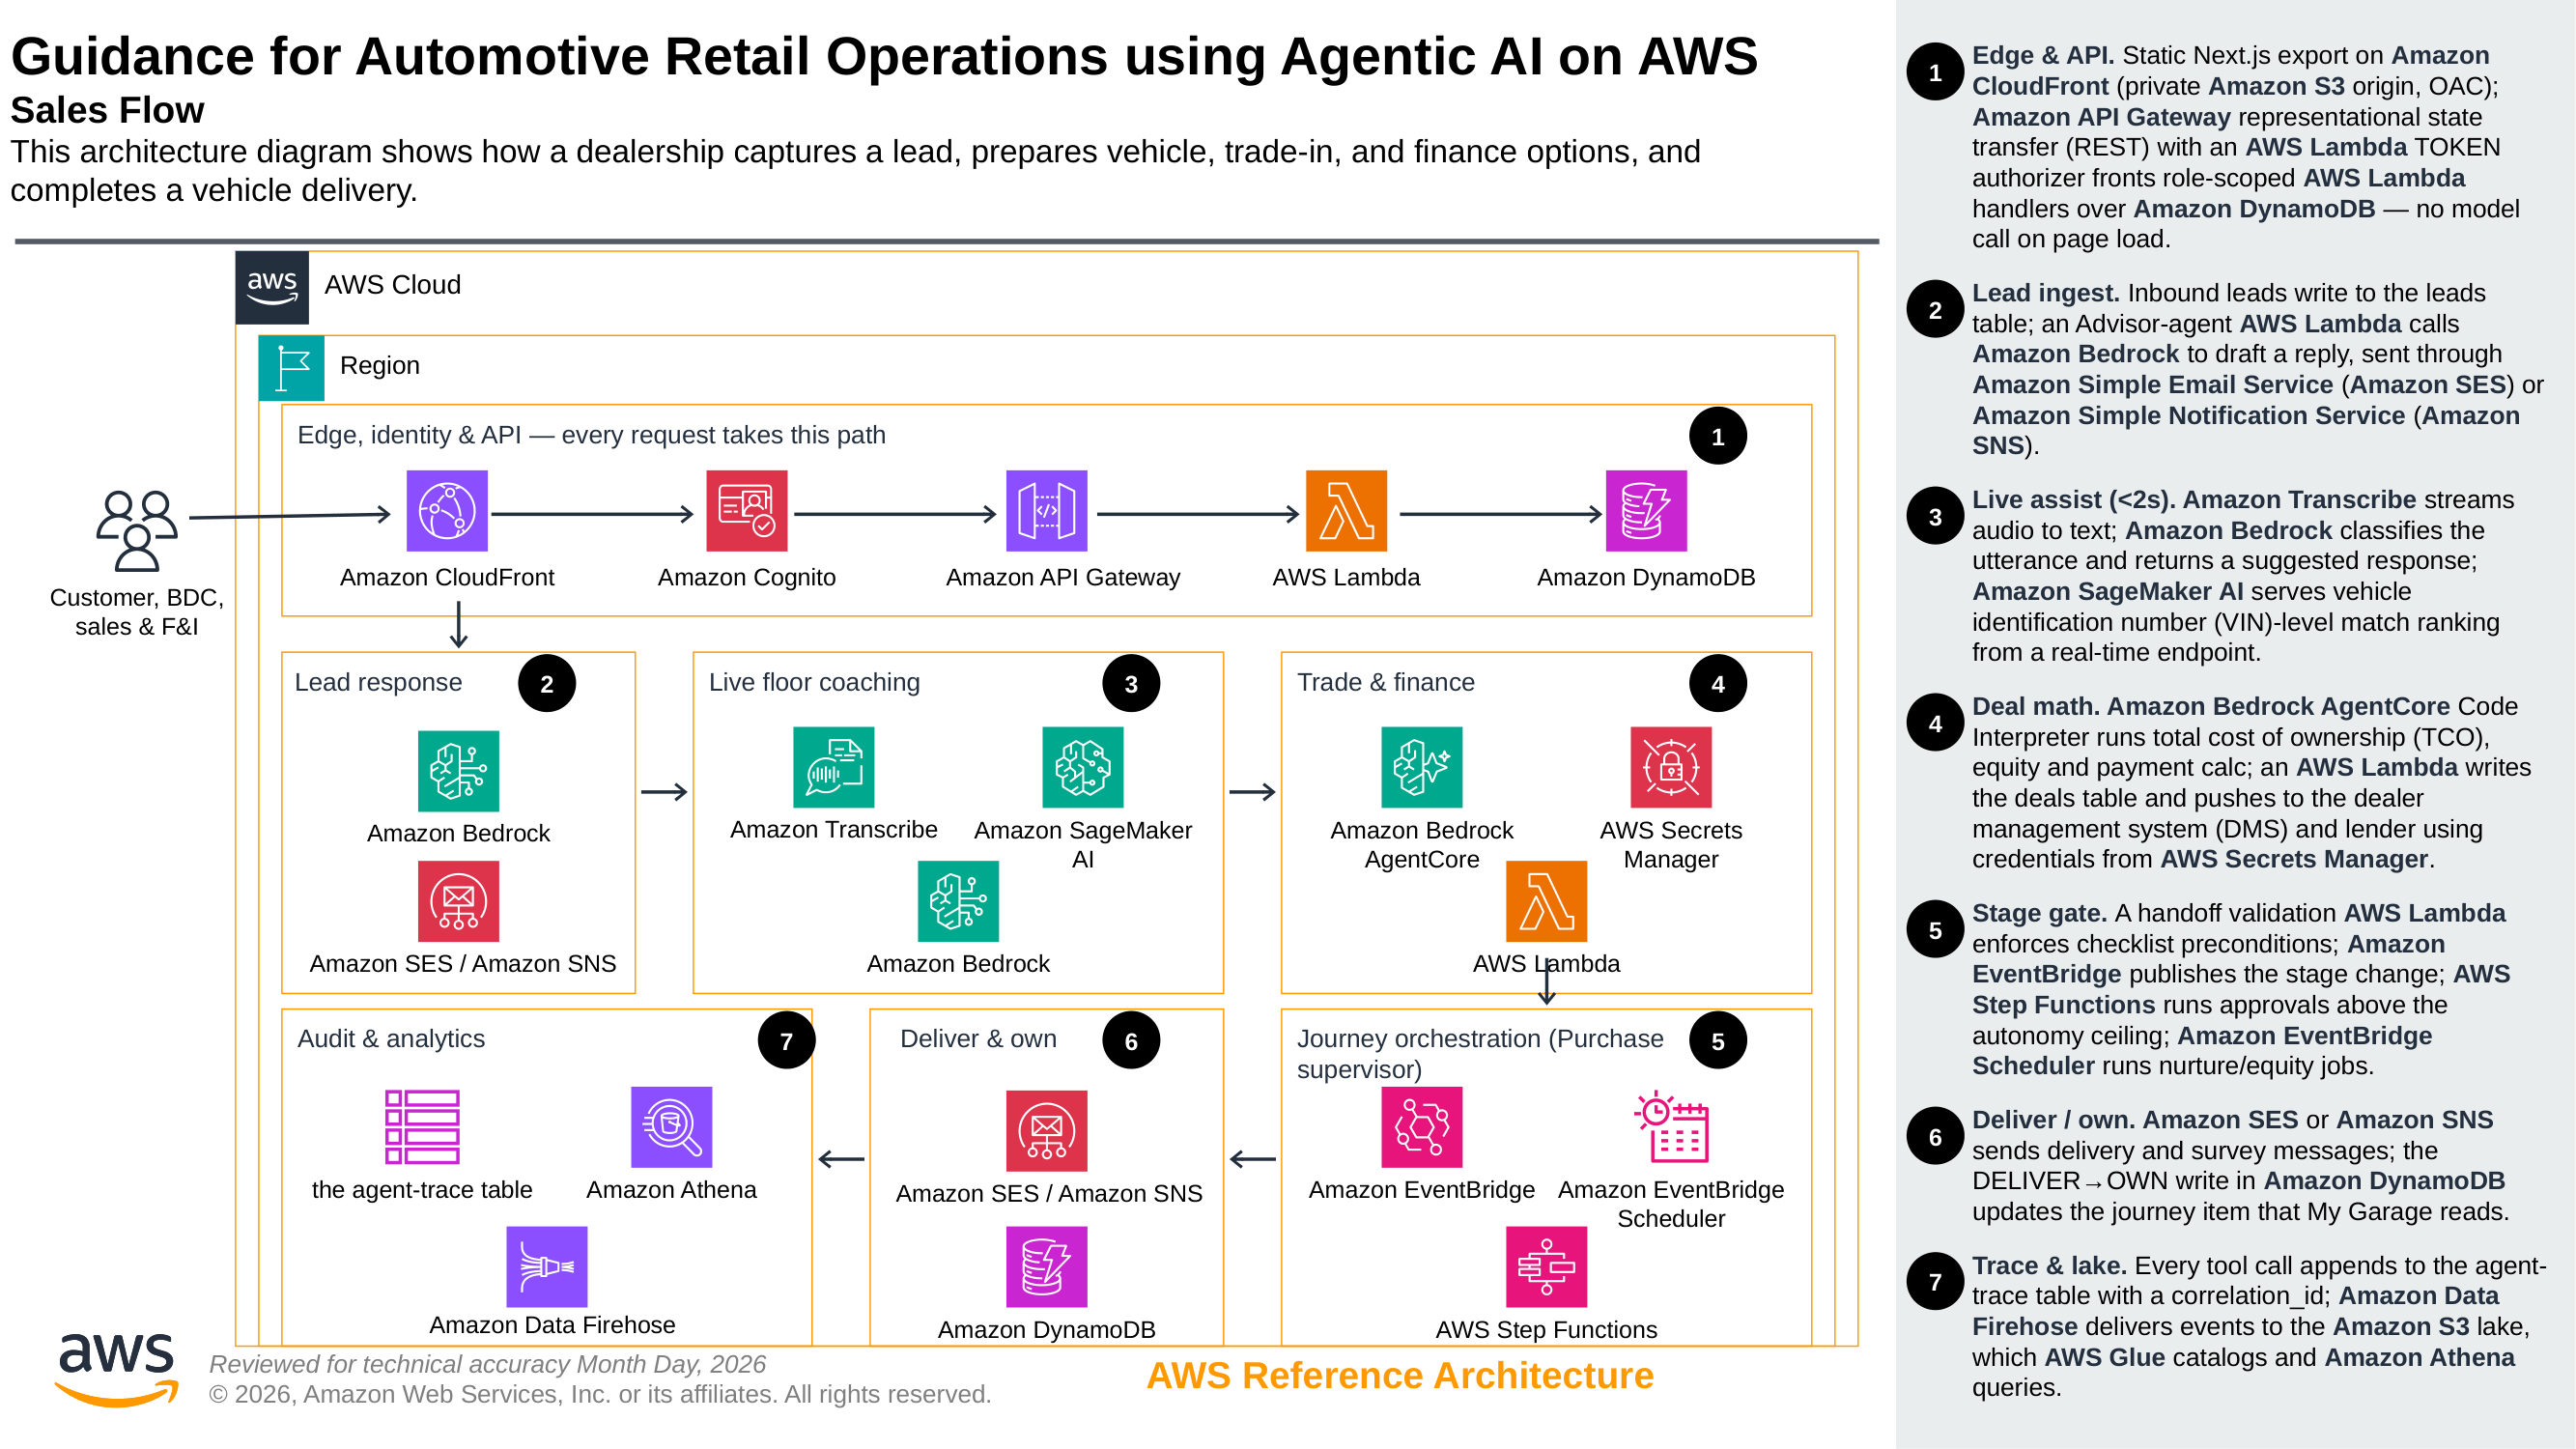 Guidance for Automotive Retail Operations using Agentic AI on AWS
Sales Flow
This architecture diagram shows how a dealership captures a lead, prepares vehicle, trade-in, and finance options, and
completes a vehicle delivery.
aws
AWS Cloud
Region
Edge, identity & API — every request takes this path
1
Customer, BDC,
sales & F&I
Amazon CloudFront
Amazon Cognito
Amazon API Gateway
AWS Lambda
Amazon DynamoDB
Lead response
2
Amazon Bedrock
Amazon SES / Amazon SNS
Live floor coaching
3
Amazon Transcribe
Amazon SageMaker
AI
Amazon Bedrock
Trade & finance
4
Amazon Bedrock
AgentCore
AWS Secrets
Manager
AWS Lambda
Audit & analytics
7
the agent-trace table
Amazon Athena
Amazon Data Firehose
Deliver & own
6
Amazon SES / Amazon SNS
Amazon DynamoDB
Journey orchestration (Purchase
supervisor)
5
Amazon EventBridge
Amazon EventBridge
Scheduler
AWS Step Functions
aws
Reviewed for technical accuracy Month Day, 2026
© 2026, Amazon Web Services, Inc. or its affiliates. All rights reserved.
AWS Reference Architecture
1
Edge & API. Static Next.js export on Amazon
CloudFront (private Amazon S3 origin, OAC);
Amazon API Gateway representational state
transfer (REST) with an AWS Lambda TOKEN
authorizer fronts role-scoped AWS Lambda
handlers over Amazon DynamoDB — no model
call on page load.
2
Lead ingest. Inbound leads write to the leads
table; an Advisor-agent AWS Lambda calls
Amazon Bedrock to draft a reply, sent through
Amazon Simple Email Service (Amazon SES) or
Amazon Simple Notification Service (Amazon
SNS).
3
Live assist (<2s). Amazon Transcribe streams
audio to text; Amazon Bedrock classifies the
utterance and returns a suggested response;
Amazon SageMaker AI serves vehicle
identification number (VIN)-level match ranking
from a real-time endpoint.
4
Deal math. Amazon Bedrock AgentCore Code
Interpreter runs total cost of ownership (TCO),
equity and payment calc; an AWS Lambda writes
the deals table and pushes to the dealer
management system (DMS) and lender using
credentials from AWS Secrets Manager.
5
Stage gate. A handoff validation AWS Lambda
enforces checklist preconditions; Amazon
EventBridge publishes the stage change; AWS
Step Functions runs approvals above the
autonomy ceiling; Amazon EventBridge
Scheduler runs nurture/equity jobs.
6
Deliver / own. Amazon SES or Amazon SNS
sends delivery and survey messages; the
DELIVER→OWN write in Amazon DynamoDB
updates the journey item that My Garage reads.
7
Trace & lake. Every tool call appends to the agent-
trace table with a correlation_id; Amazon Data
Firehose delivers events to the Amazon S3 lake,
which AWS Glue catalogs and Amazon Athena
queries.